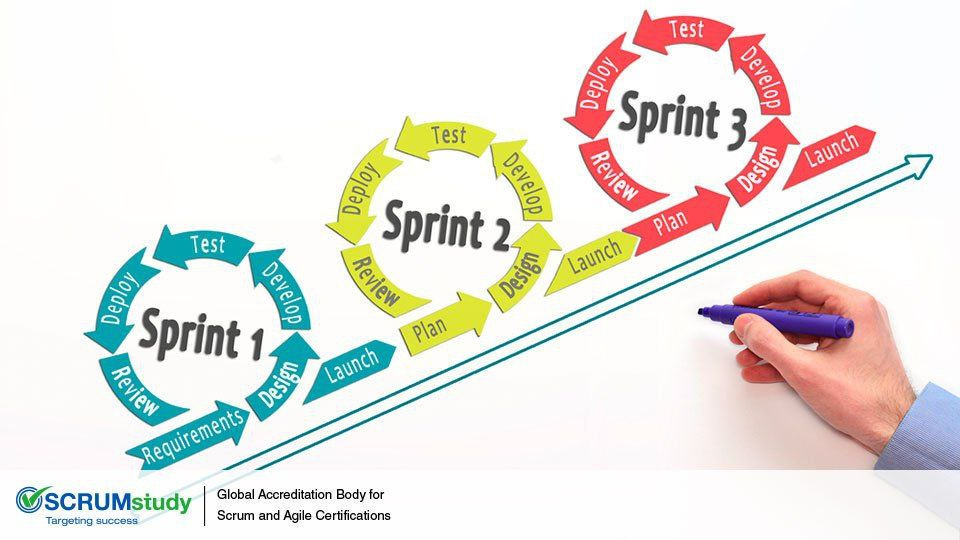 Sprint 1
Requirements
Design
Develop
Test
Deploy
Review
Launch
Sprint 2
Plan
Design
Develop
Test
Deploy
Review
Launch
Sprint 3
Plan
Design
Develop
Test
Deploy
Review
Launch
SCRUMstudy
Targeting success
Global Accreditation Body for
Scrum and Agile Certifications